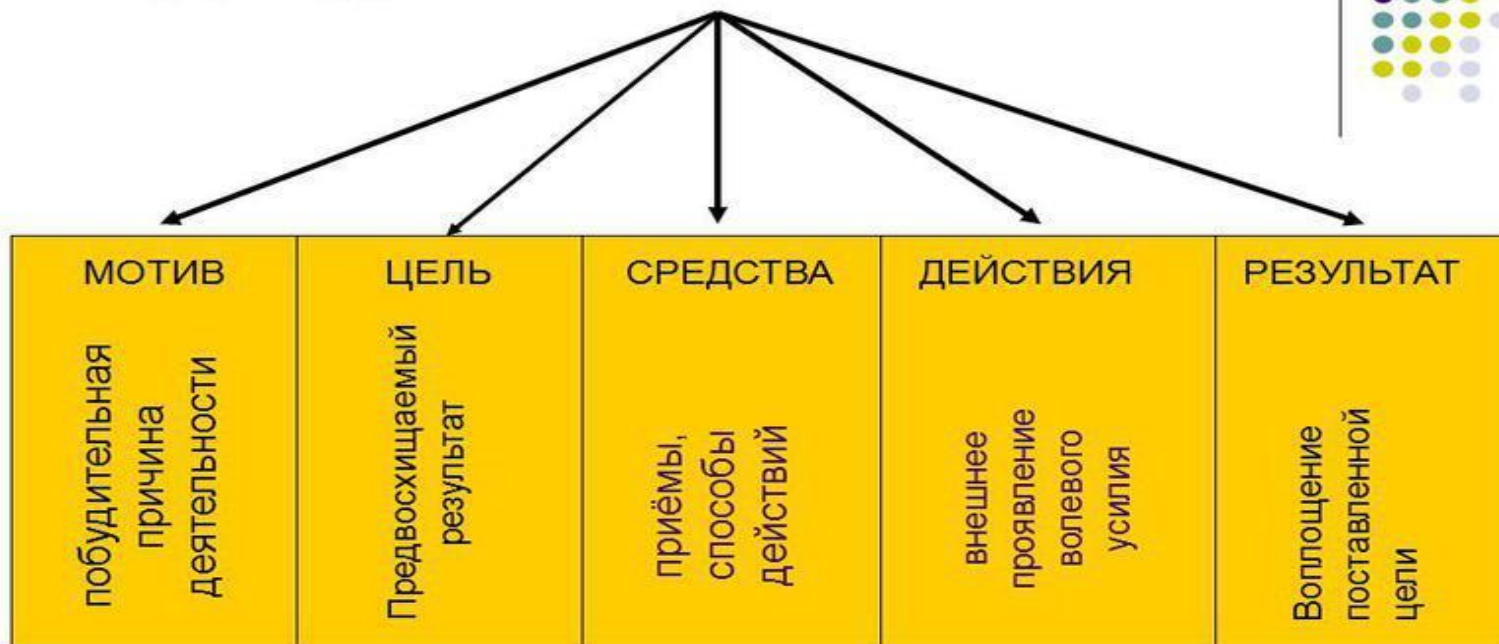 МОТИВ
побудительная
причина
деятельности
ЦЕЛЬ
Предвосхищаемый
результат
СРЕДСТВА
приёмы,
способы
действий
ДЕЙСТВИЯ
внешнее
проявление
волевого
усилия
РЕЗУЛЬТАТ
Воплощение
поставленной
цели